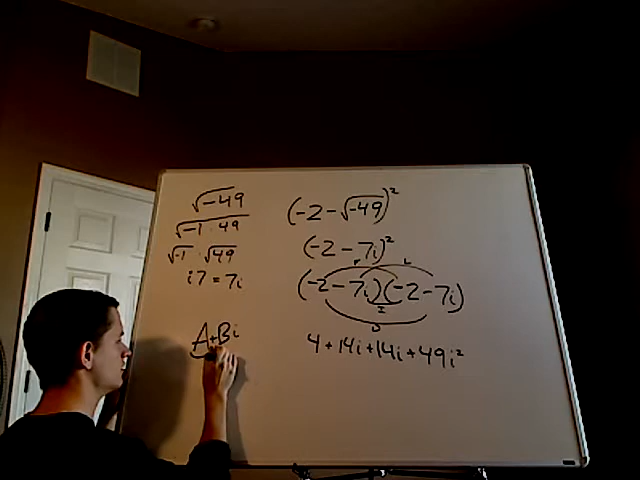 √-49
√-1 · 49
√-1 · √49
i7 = 7i
A+Bi
(-2-√-49)²
(-2-7i)²
(-2-7i)(-2-7i)
4+14i+14i+49i²